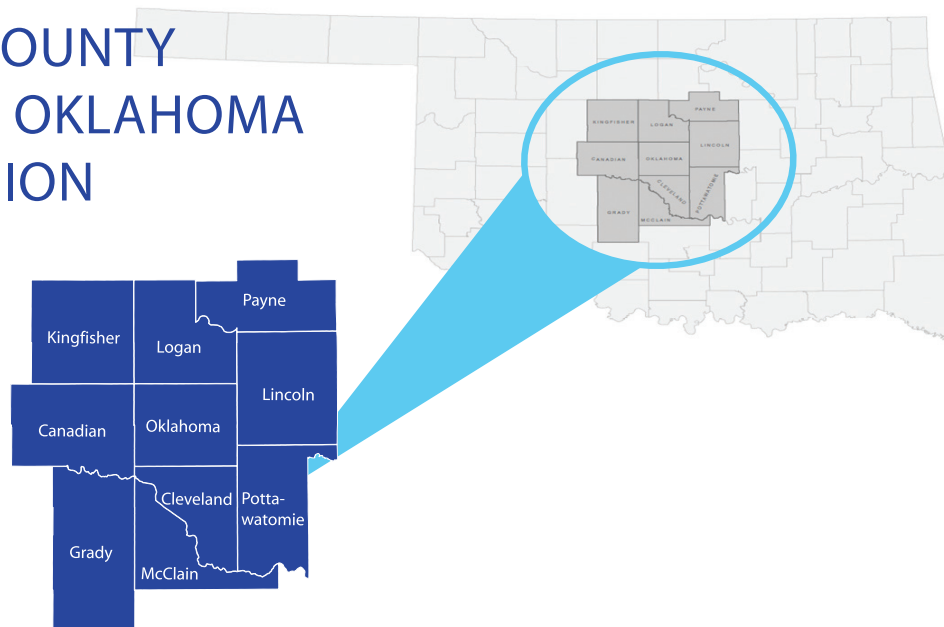 OUNTY
OKLAHOMA
ION
KINGFISHER
LOGAN
PAYNE
CANADIAN
OKLAHOMA
LINCOLN
GRADY
MCCLAIN
CLEVELAND
POTTAWATOMIE
Payne
Kingfisher
Logan
Lincoln
Canadian
Oklahoma
Cleveland
Potta-
watomie
Grady
McClain